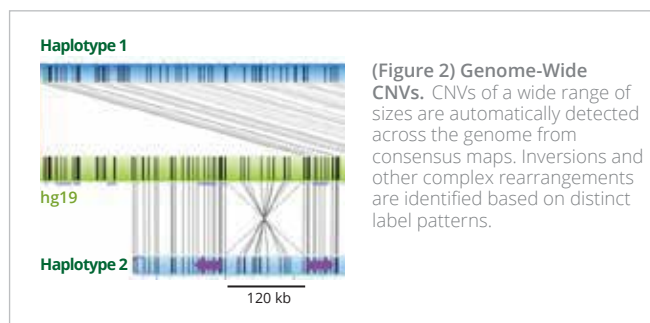 Haplotype 1
(Figure 2) Genome-Wide
CNVs. CNVs of a wide range of
sizes are automatically detected
across the genome from
consensus maps. Inversions and
other complex rearrangements
are identified based on distinct
label patterns.
hg19
Haplotype 2
120 kb